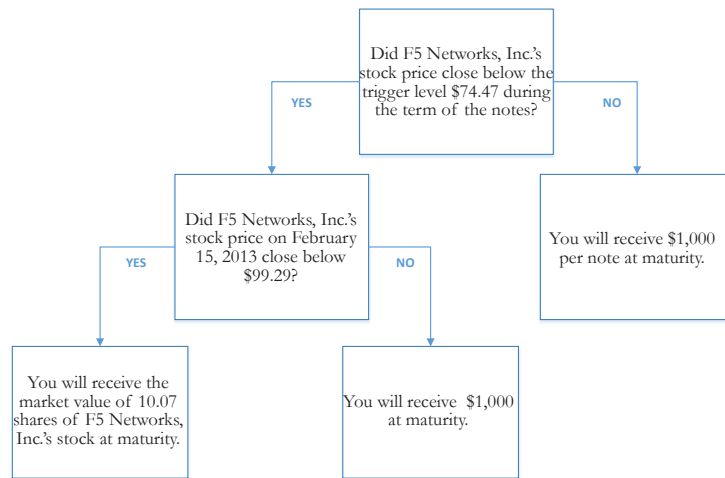 Did F5 Networks, Inc.'s
stock price close below the
trigger level $74.47 during
the term of the notes?
YES
NO
Did F5 Networks, Inc.'s
stock price on February
15, 2013 close below
$99.29?
You will receive $1,000
per note at maturity.
YES
NO
You will receive the
market value of 10.07
shares of F5 Networks,
Inc.'s stock at maturity.
You will receive $1,000
at maturity.